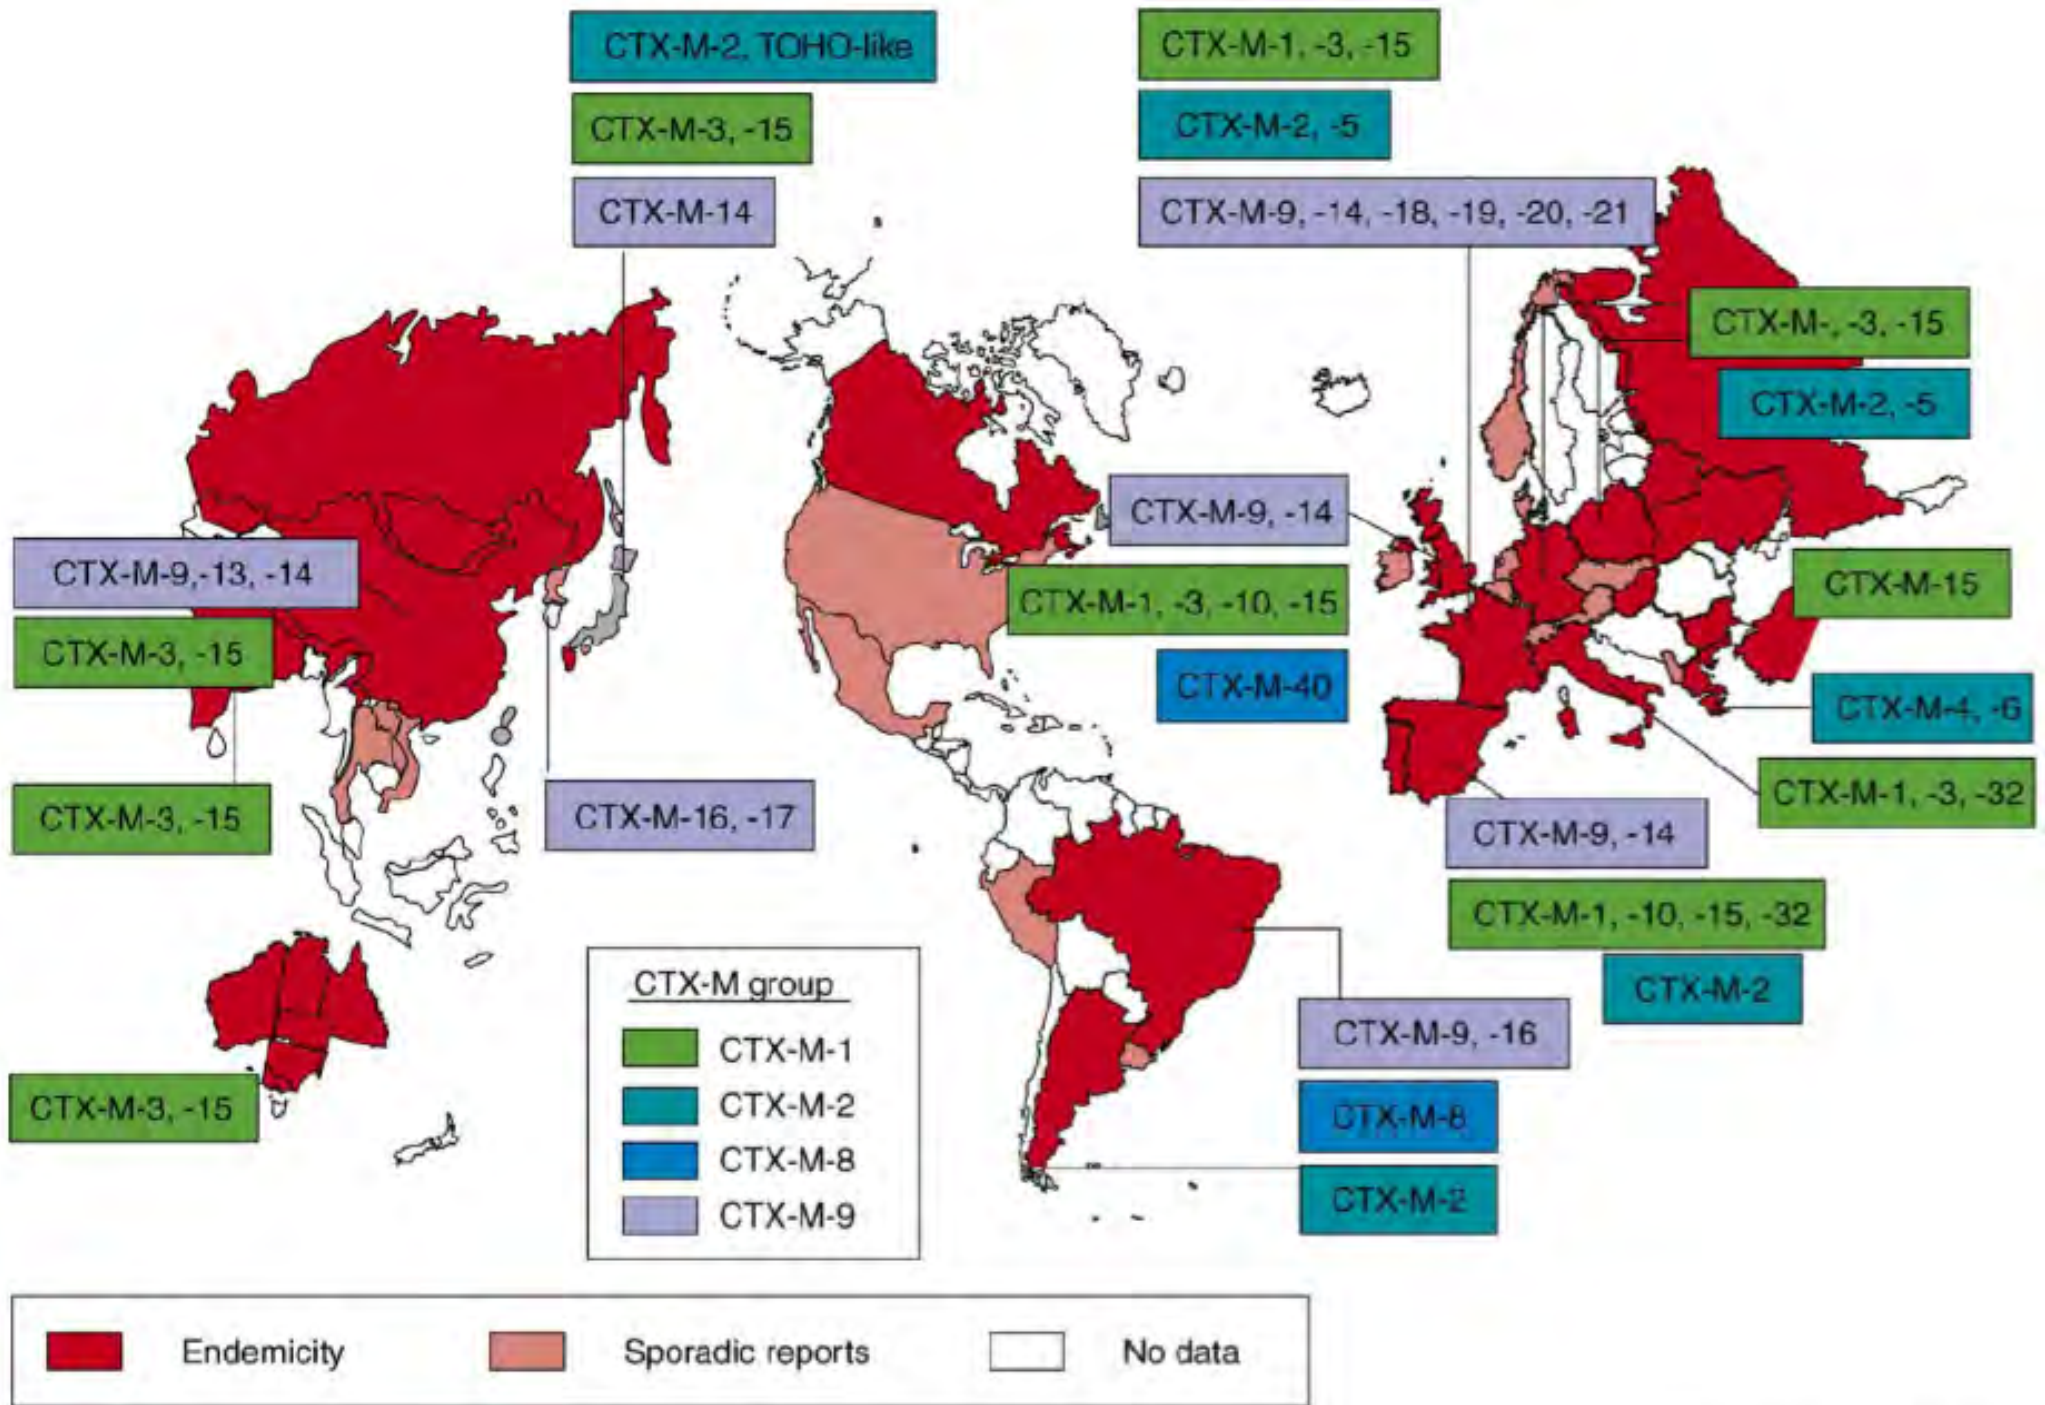 CTX-M-2, TOHO-like
CTX-M-3, -15
CTX-M-14
CTX-M-1, -3, -15
CTX-M-2, -5
CTX-M-9, -14, -18, -19, -20, -21
CTX-M-, -3, -15
CTX-M-2, -5
CTX-M-9, -14
CTX-M-1, -3, -10, -15
CTX-M-40
CTX-M-9,-13, -14
CTX-M-3, -15
CTX-M-3, -15
CTX-M-16, -17
CTX-M-15
CTX-M-4, -6
CTX-M-1, -3, -32
CTX-M-9, -14
CTX-M-1, -10, -15, -32
CTX-M-2
CTX-M-9, -16
CTX-M-8
CTX-M-2
CTX-M-3, -15
CTX-M group
CTX-M-1
CTX-M-2
CTX-M-8
CTX-M-9
Endemicity
Sporadic reports
No data